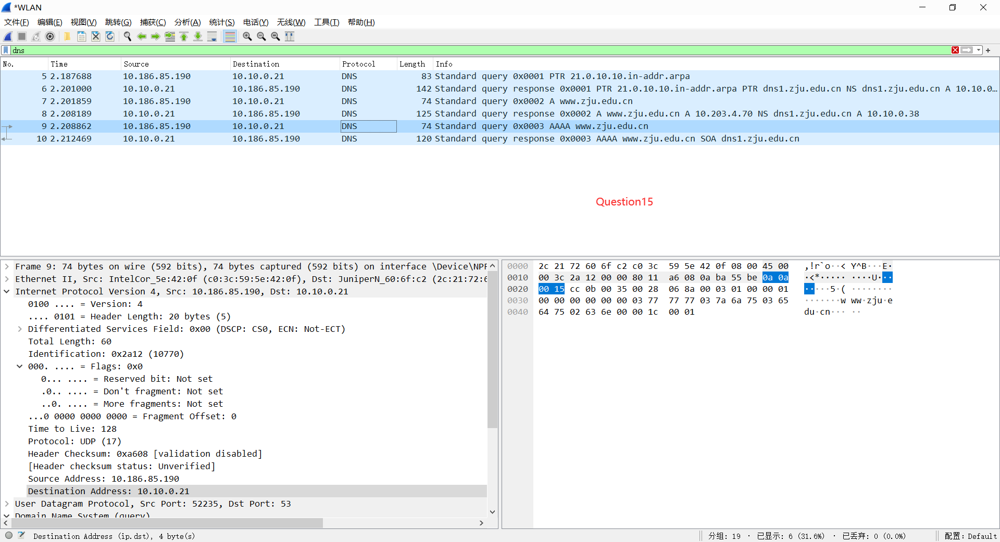 *WLAN
文件(F) 编辑(E) 视图(V) 跳转(G) 捕获(C) 分析(A) 统计(S) 电话(Y) 无线(W) 工具(T) 帮助(H)
dns
No. Time Source Destination Protocol Length Info
5 2.187688 10.186.85.190 10.10.0.21 DNS 83 Standard query 0x0001 PTR 21.0.10.10.in-addr.arpa
6 2.201000 10.10.0.21 10.186.85.190 DNS 142 Standard query response 0x0001 PTR 21.0.10.10.in-addr.arpa PTR dns1.zju.edu.cn NS dns1.zju.edu.cn A 10.10.0…
7 2.201859 10.186.85.190 10.10.0.21 DNS 74 Standard query 0x0002 A www.zju.edu.cn
8 2.208189 10.10.0.21 10.186.85.190 DNS 125 Standard query response 0x0002 A www.zju.edu.cn A 10.203.4.70 NS dns1.zju.edu.cn A 10.10.0.38
9 2.208862 10.186.85.190 10.10.0.21 DNS 74 Standard query 0x0003 AAAA www.zju.edu.cn
10 2.212469 10.10.0.21 10.186.85.190 DNS 120 Standard query response 0x0003 AAAA www.zju.edu.cn SOA dns1.zju.edu.cn
Question15
Frame 9: 74 bytes on wire (592 bits), 74 bytes captured (592 bits) on interface \Device\NPF
Ethernet II, Src: IntelCor_5e:42:0f (c0:3c:59:5e:42:0f), Dst: JuniperN_60:6f:c2 (2c:21:72:6
Internet Protocol Version 4, Src: 10.186.85.190, Dst: 10.10.0.21
0100 .... = Version: 4
.... 0101 = Header Length: 20 bytes (5)
Differentiated Services Field: 0x00 (DSCP: CS0, ECN: Not-ECT)
Total Length: 60
Identification: 0x2a12 (10770)
000. .... = Flags: 0x0
0... .... = Reserved bit: Not set
.0.. .... = Don't fragment: Not set
..0. .... = More fragments: Not set
...0 0000 0000 0000 = Fragment Offset: 0
Time to Live: 128
Protocol: UDP (17)
Header Checksum: 0xa608 [validation disabled]
[Header checksum status: Unverified]
Source Address: 10.186.85.190
Destination Address: 10.10.0.21
User Datagram Protocol, Src Port: 52235, Dst Port: 53
Domain Name System (query)
0000 2c 21 72 60 6f c2 c0 3c 59 5e 42 0f 08 00 45 00 ,!r`o··< Y^B···E·
0010 00 3c 2a 12 00 00 80 11 a6 08 0a ba 55 be 0a 0a ·<*····· ····U···
0020 00 15 cc 0b 00 35 00 28 06 8a 00 03 01 00 00 01 ·····5·( ········
0030 00 00 00 00 00 00 03 77 77 77 03 7a 6a 75 03 65 ·······w ww·zju·e
0040 64 75 02 63 6e 00 00 1c 00 01 du·cn··· ··
Destination Address (ip.dst), 4 byte(s)
分组: 19 · 已显示: 6 (31.6%) · 已丢弃: 0 (0.0%)
配置: Default